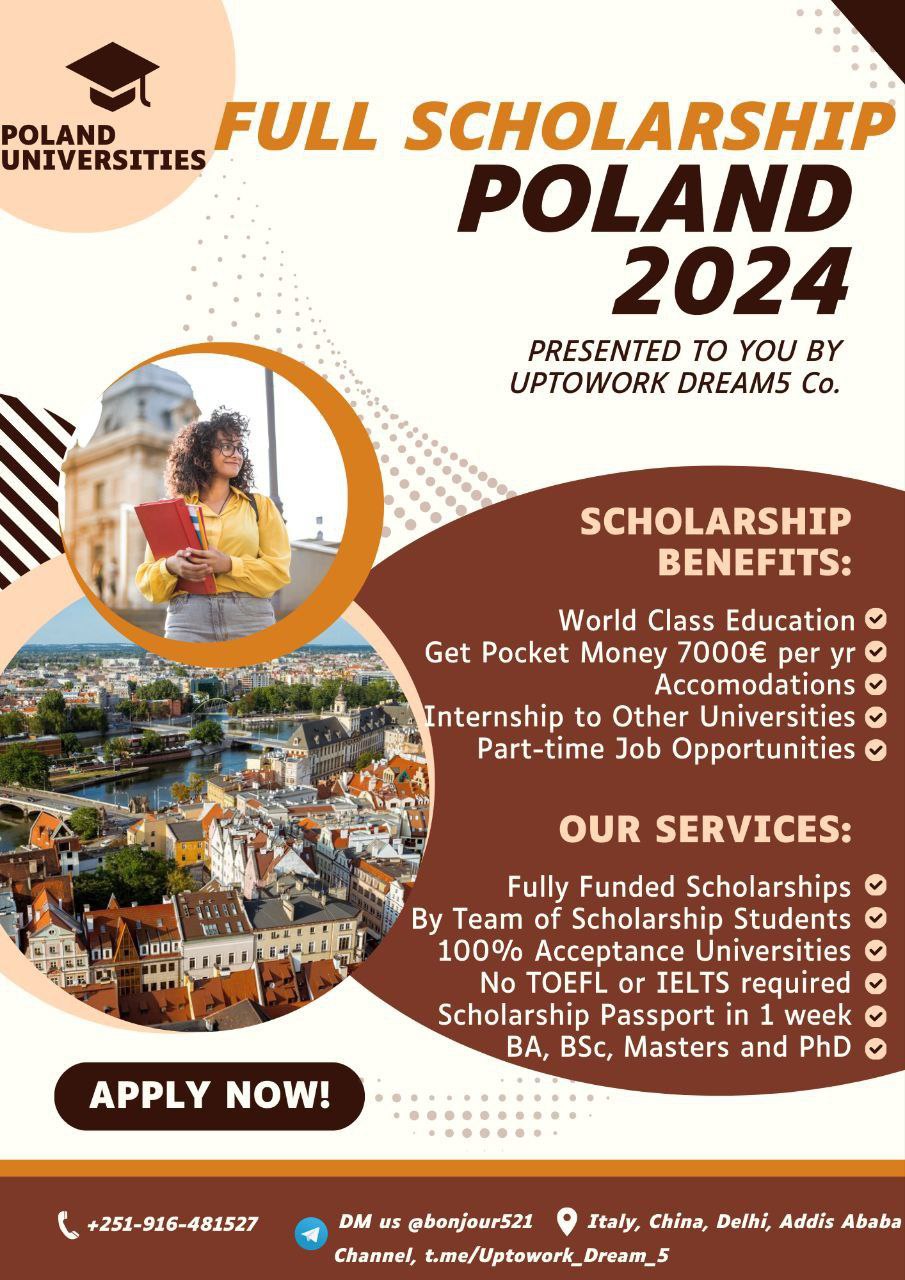 POLAND
UNIVERSITIES
FULL SCHOLARSHIP
POLAND
2024
PRESENTED TO YOU BY
UPTOWORK DREAM5 Co.
SCHOLARSHIP
BENEFITS:
World Class Education
Get Pocket Money 7000€ per yr
Accomodations
Internship to Other Universities
Part-time Job Opportunities
OUR SERVICES:
Fully Funded Scholarships
By Team of Scholarship Students
100% Acceptance Universities
No TOEFL or IELTS required
Scholarship Passport in 1 week
BA, BSc, Masters and PhD
APPLY NOW!
+251-916-481527
DM us @bonjour521
Channel, t.me/Uptowork_Dream_5
Italy, China, Delhi, Addis Ababa